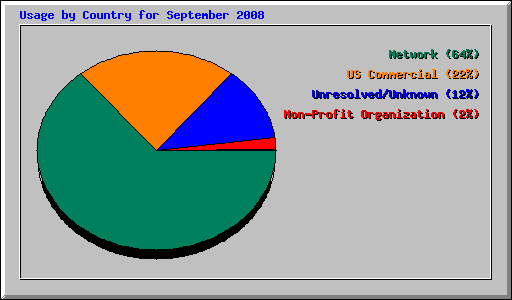 Usage by Country for September 2008
Network (64%)
US Commercial (22%)
Unresolved/Unknown (12%)
Non-Profit Organization (2%)